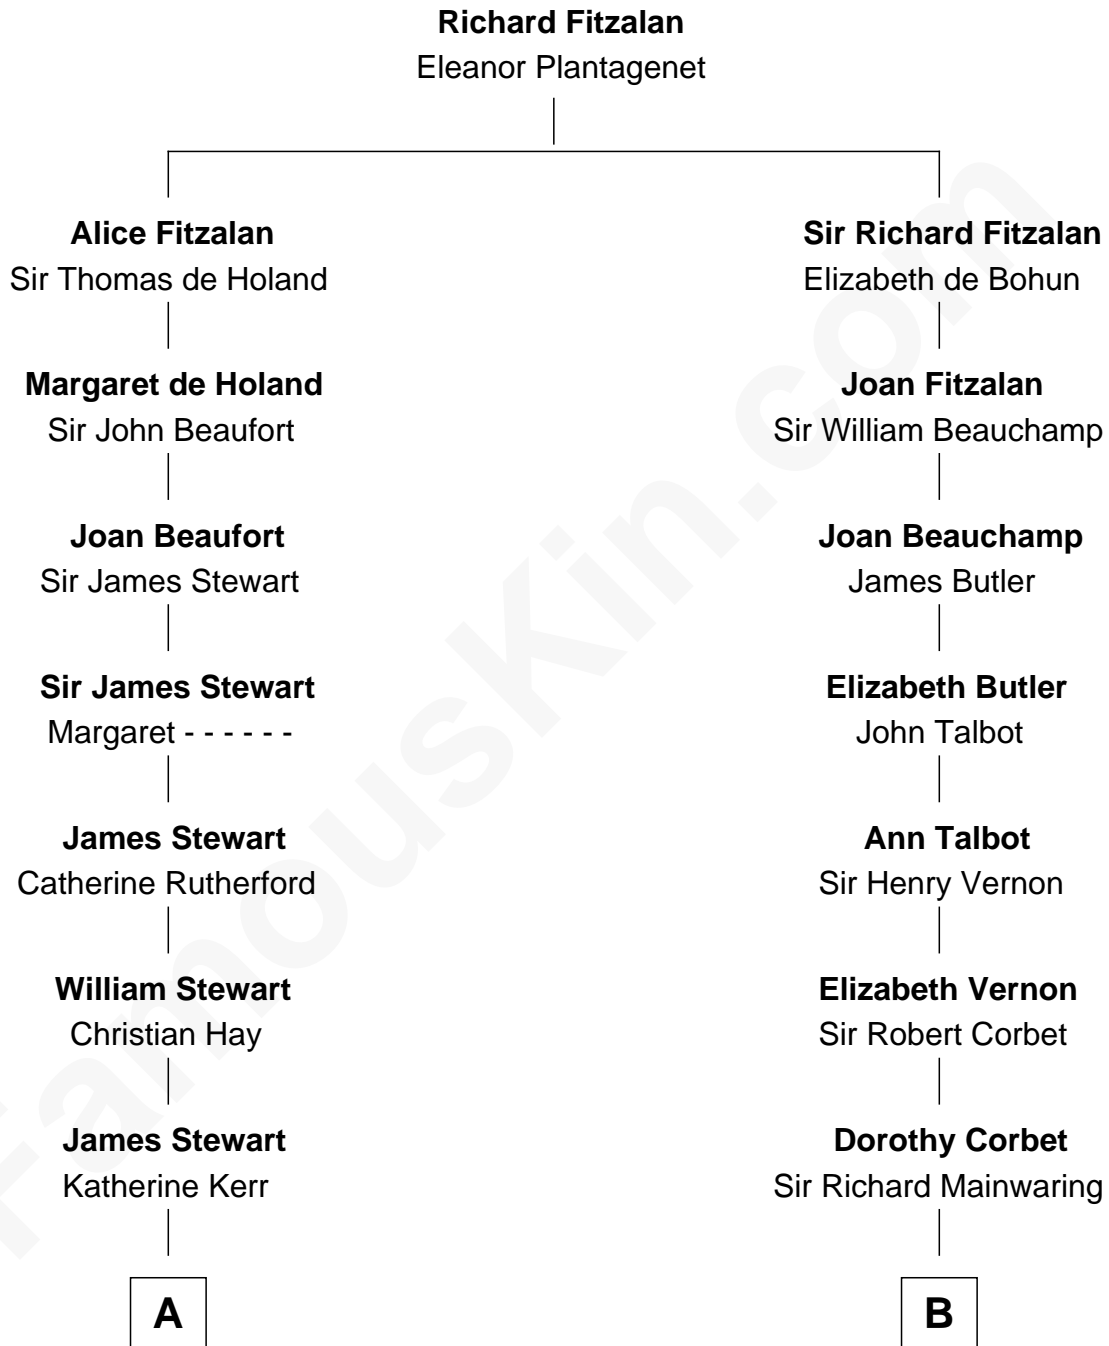 Richard Fitzalan
Eleanor Plantagenet
Alice Fitzalan
Sir Thomas de Holand
Sir Richard Fitzalan
Elizabeth de Bohun
Margaret de Holand
Sir John Beaufort
Joan Fitzalan
Sir William Beauchamp
Joan Beaufort
Sir James Stewart
Joan Beauchamp
James Butler
Sir James Stewart
Margaret - - - - - -
Elizabeth Butler
John Talbot
James Stewart
Catherine Rutherford
Ann Talbot
Sir Henry Vernon
William Stewart
Christian Hay
Elizabeth Vernon
Sir Robert Corbet
James Stewart
Katherine Kerr
Dorothy Corbet
Sir Richard Mainwaring
A
B
FamousKin.com